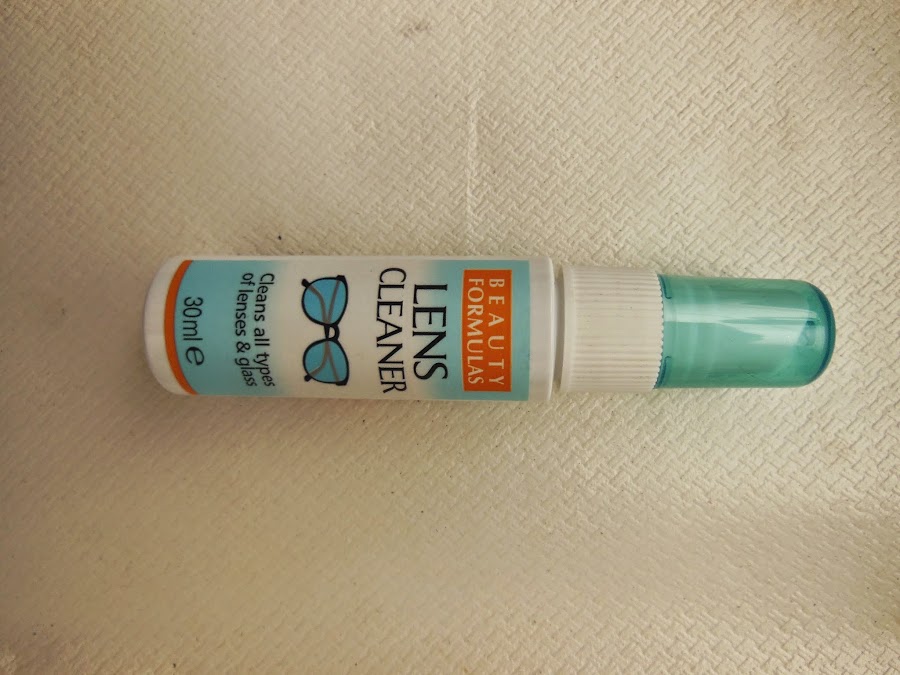 BEAUTY
FORMULAS
LENS
CLEANER
Cleans all types
of lenses & glass
30ml ℮